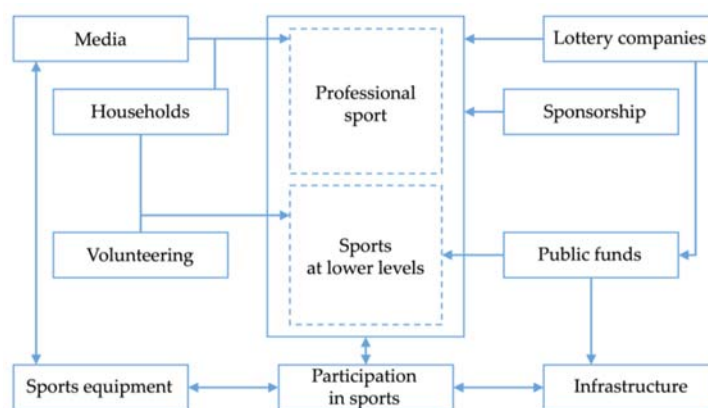 Media
Lottery companies
Professional
sport
Households
Sponsorship
Volunteering
Sports
at lower levels
Public funds
Sports equipment
Participation
in sports
Infrastructure